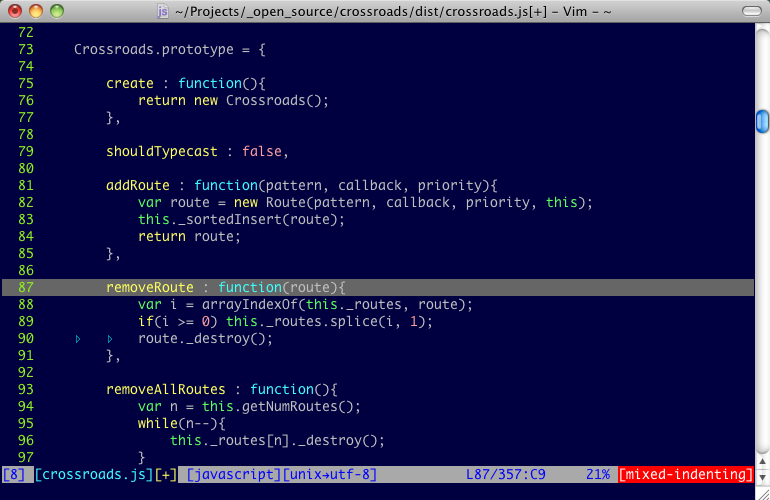 js ~/Projects/_open_source/crossroads/dist/crossroads.js[+] - Vim - ~
72
73     Crossroads.prototype = {
74
75         create : function(){
76             return new Crossroads();
77         },
78
79         shouldTypecast : false,
80
81         addRoute : function(pattern, callback, priority){
82             var route = new Route(pattern, callback, priority, this);
83             this._sortedInsert(route);
84             return route;
85         },
86
87         removeRoute : function(route){
88             var i = arrayIndexOf(this._routes, route);
89             if(i >= 0) this._routes.splice(i, 1);
90     ▹   ▹   route._destroy();
91         },
92
93         removeAllRoutes : function(){
94             var n = this.getNumRoutes();
95             while(n--){
96                 this._routes[n]._destroy();
97             }
[8] [crossroads.js][+] [javascript][unix→utf-8] L87/357:C9 21% [mixed-indenting]